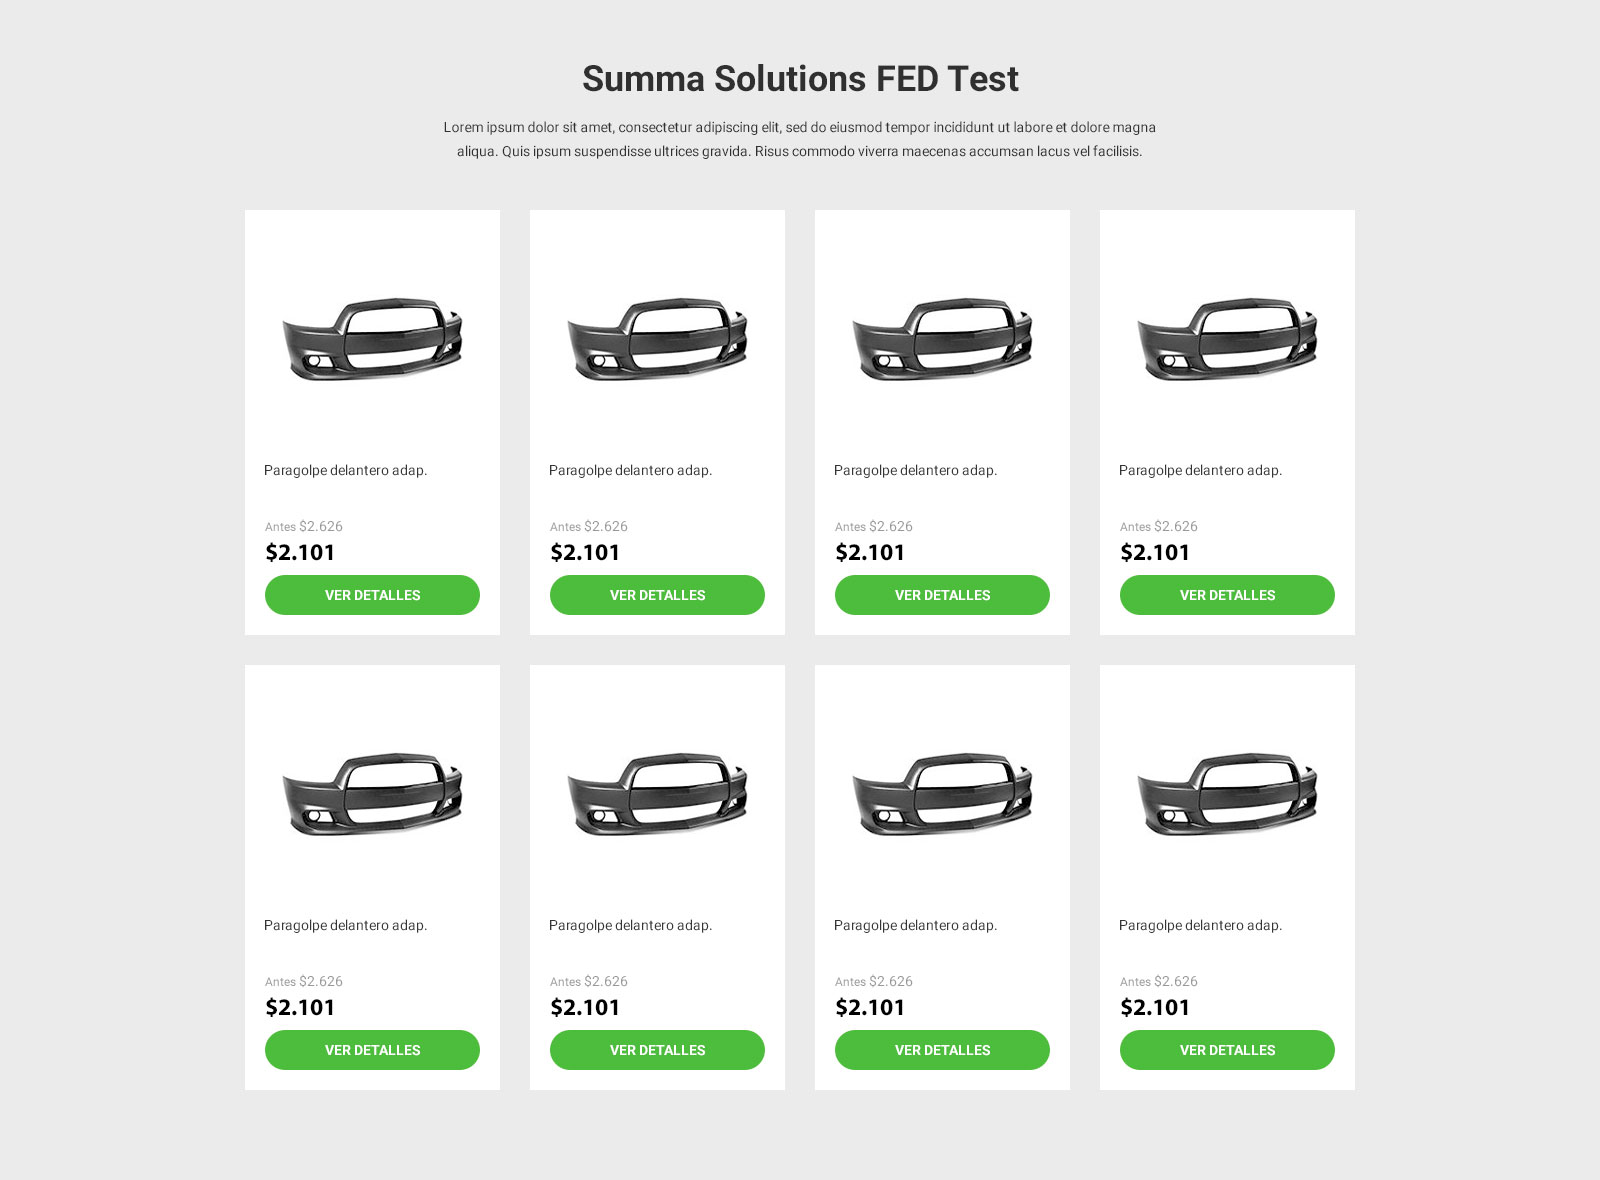 Summa Solutions FED Test
Lorem ipsum dolor sit amet, consectetur adipiscing elit, sed do eiusmod tempor incididunt ut labore et dolore magna
aliqua. Quis ipsum suspendisse ultrices gravida. Risus commodo viverra maecenas accumsan lacus vel facilisis.
Paragolpe delantero adap.
Antes $2.626
$2.101
VER DETALLES
Paragolpe delantero adap.
Antes $2.626
$2.101
VER DETALLES
Paragolpe delantero adap.
Antes $2.626
$2.101
VER DETALLES
Paragolpe delantero adap.
Antes $2.626
$2.101
VER DETALLES
Paragolpe delantero adap.
Antes $2.626
$2.101
VER DETALLES
Paragolpe delantero adap.
Antes $2.626
$2.101
VER DETALLES
Paragolpe delantero adap.
Antes $2.626
$2.101
VER DETALLES
Paragolpe delantero adap.
Antes $2.626
$2.101
VER DETALLES